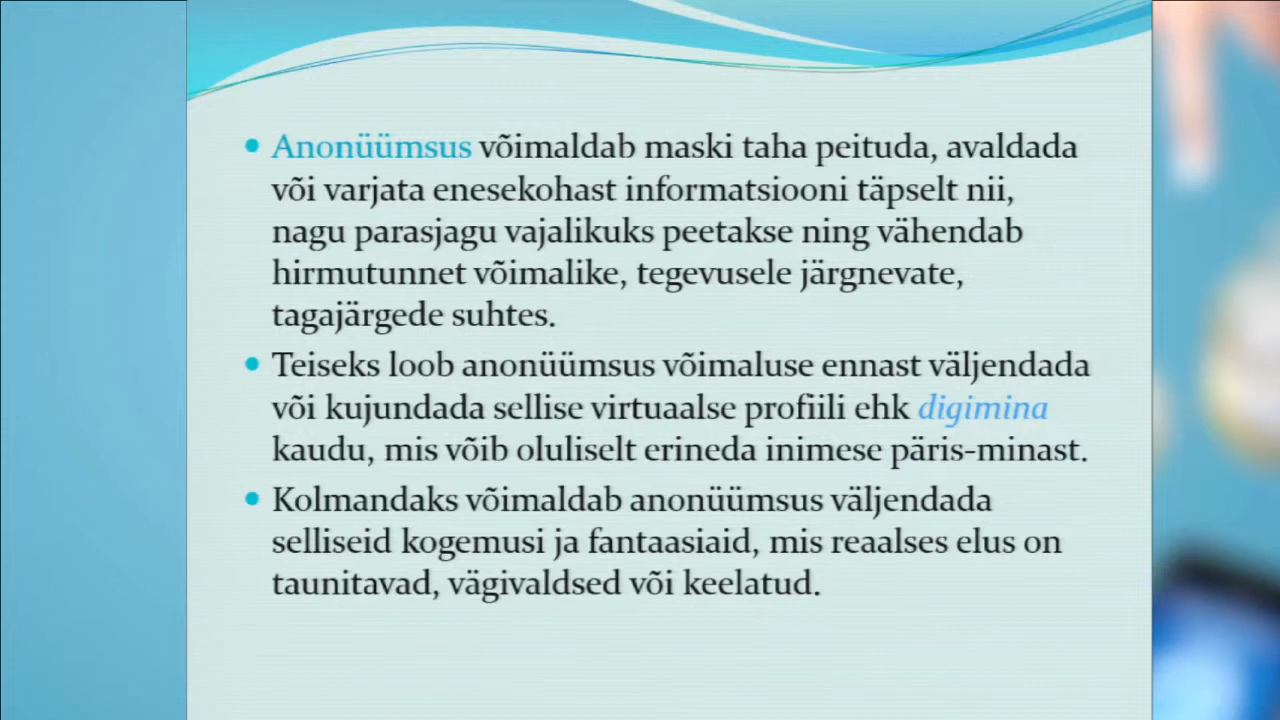 Anonüümsus võimaldab maski taha peituda, avaldada
või varjata enesekohast informatsiooni täpselt nii,
nagu parasjagu vajalikuks peetakse ning vähendab
hirmutunnet võimalike, tegevusele järgnevate,
tagajärgede suhtes.
Teiseks loob anonüümsus võimaluse ennast väljendada
või kujundada sellise virtuaalse profiili ehk digimina
kaudu, mis võib oluliselt erineda inimese päris-minast.
Kolmandaks võimaldab anonüümsus väljendada
selliseid kogemusi ja fantaasiaid, mis reaalses elus on
taunitavad, vägivaldsed või keelatud.